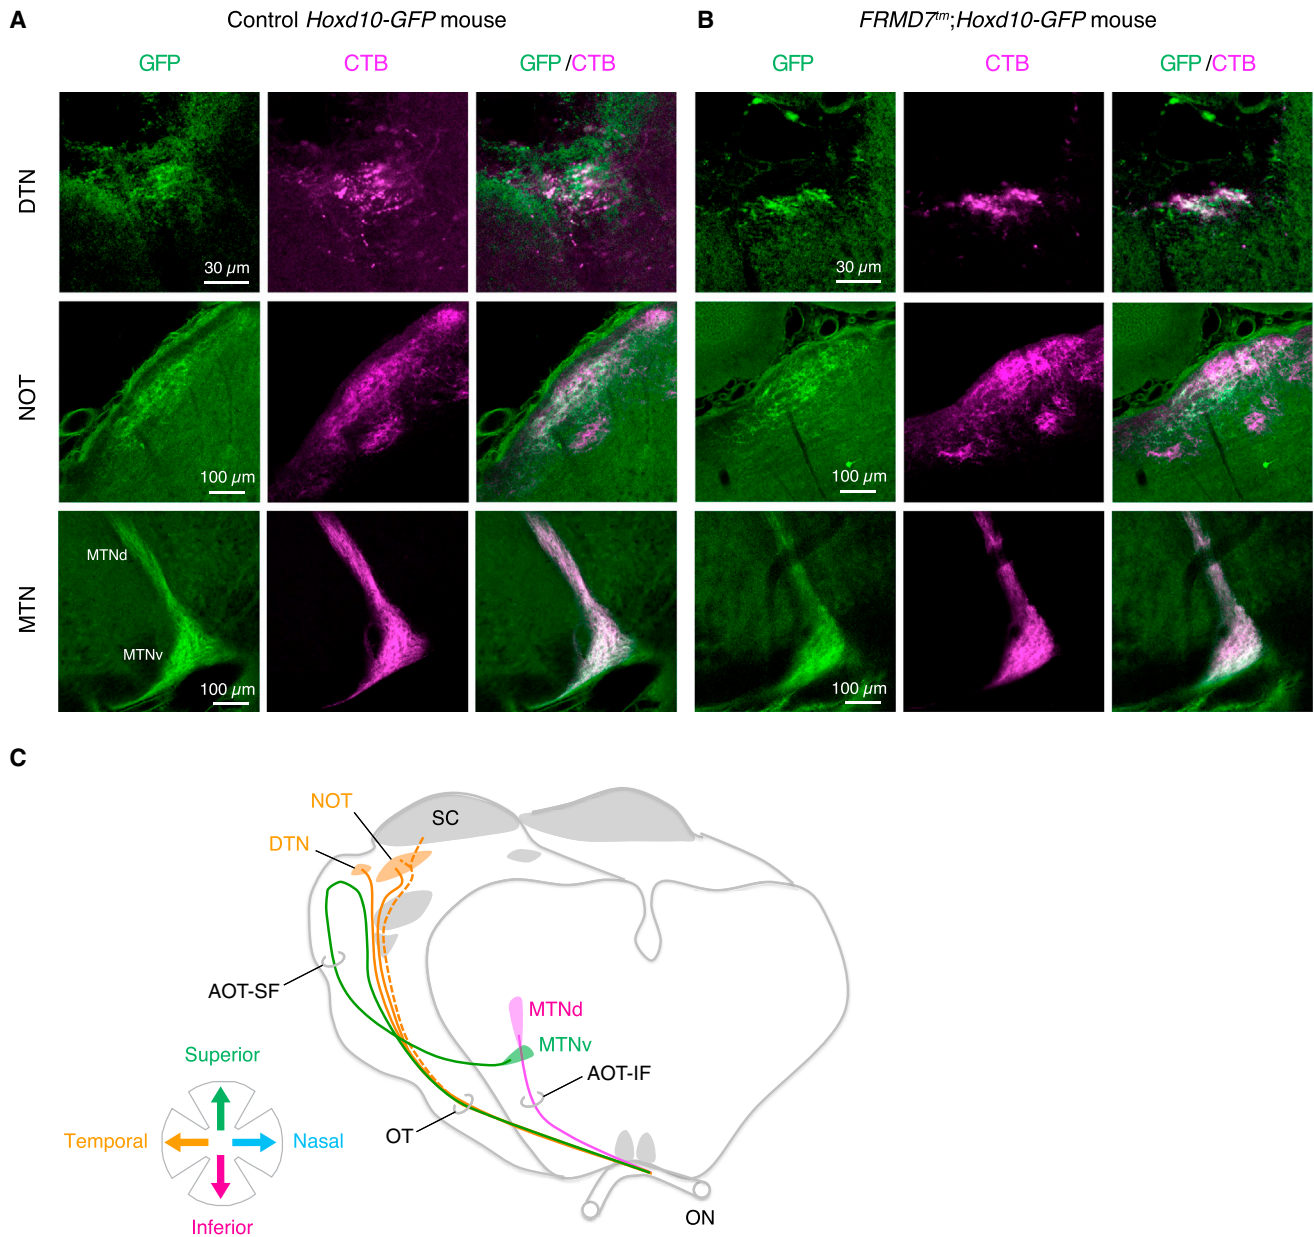 A
Control Hoxd10-GFP mouse
GFP
CTB
GFP /CTB
B
FRMD7tm;Hoxd10-GFP mouse
GFP
CTB
GFP /CTB
DTN
30 µm
30 µm
NOT
100 µm
100 µm
MTN
MTNd
MTNv
100 µm
100 µm
C
NOT
SC
DTN
AOT-SF
MTNd
MTNv
AOT-IF
OT
ON
Superior
Temporal
Nasal
Inferior